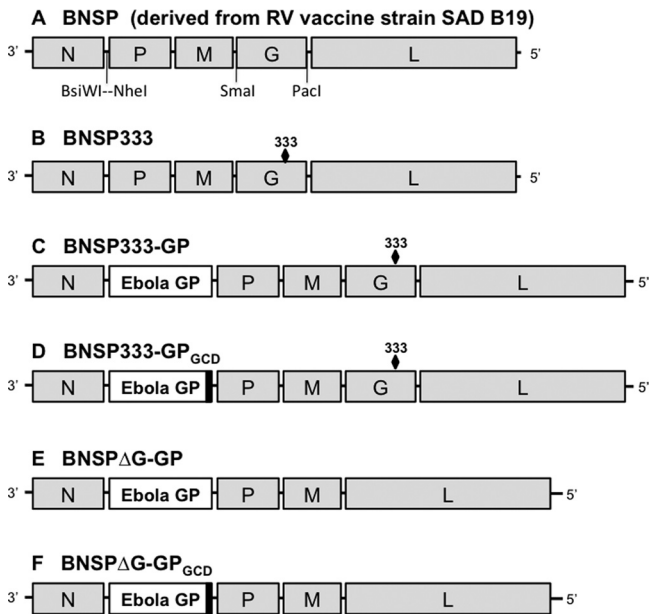 A BNSP (derived from RV vaccine strain SAD B19)
3' N P M G L 5'
BsiWI--NheI SmaI PacI
B BNSP333
333
3' N P M G L 5'
C BNSP333-GP
333
3' N Ebola GP P M G L 5'
D BNSP333-GPGCD
333
3' N Ebola GP P M G L 5'
E BNSPΔG-GP
3' N Ebola GP P M L 5'
F BNSPΔG-GPGCD
3' N Ebola GP P M L 5'